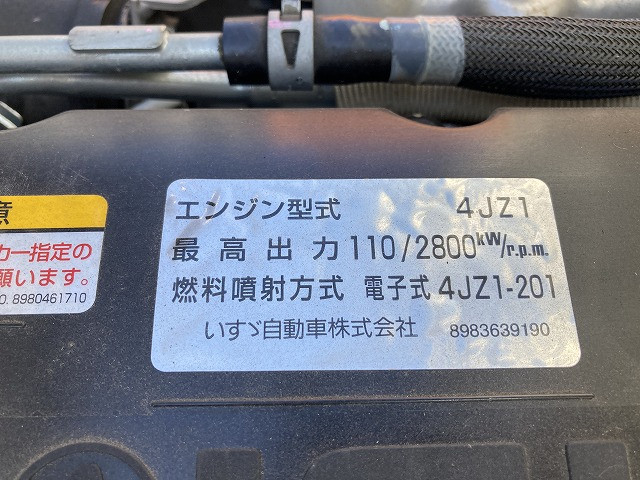 意
カー指定の
願います。
NO. 8980461710
エンジン型式 4JZ1
最高出力 110/2800kW/r.p.m.
燃料噴射方式 電子式 4JZ1-201
いすゞ自動車株式会社 8983639190